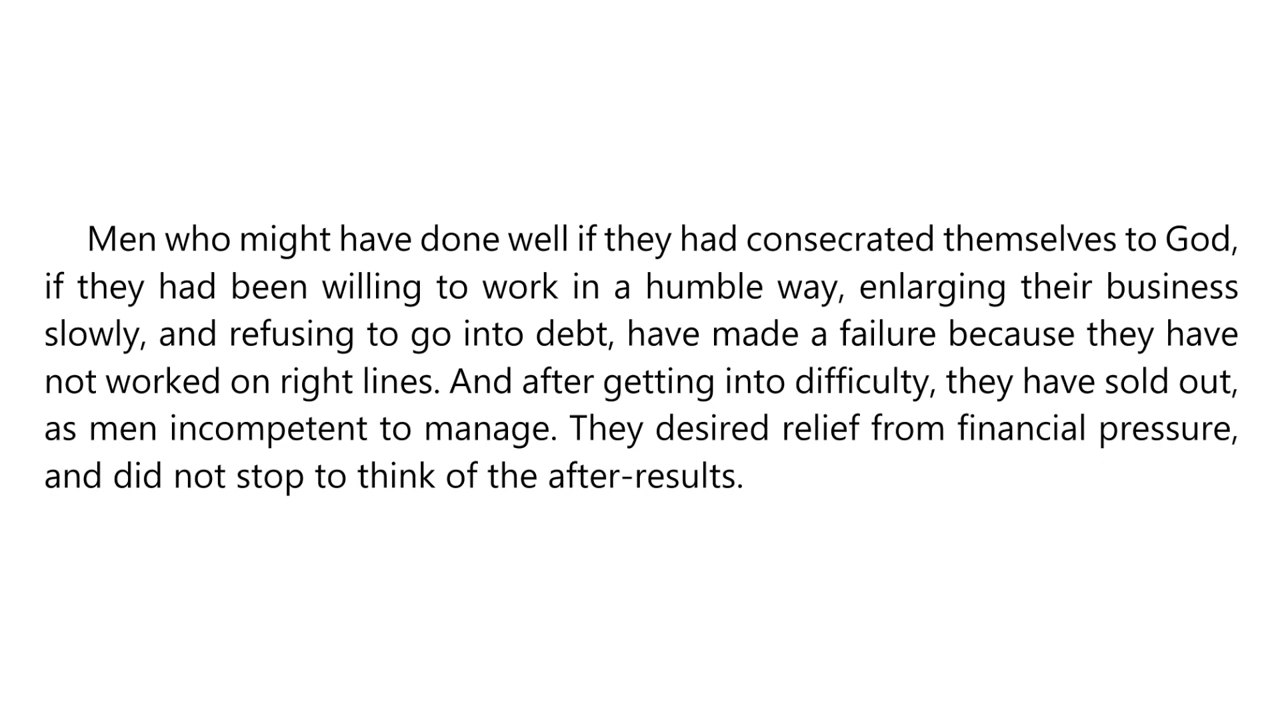 Men who might have done well if they had consecrated themselves to God,
if they had been willing to work in a humble way, enlarging their business
slowly, and refusing to go into debt, have made a failure because they have
not worked on right lines. And after getting into difficulty, they have sold out,
as men incompetent to manage. They desired relief from financial pressure,
and did not stop to think of the after-results.